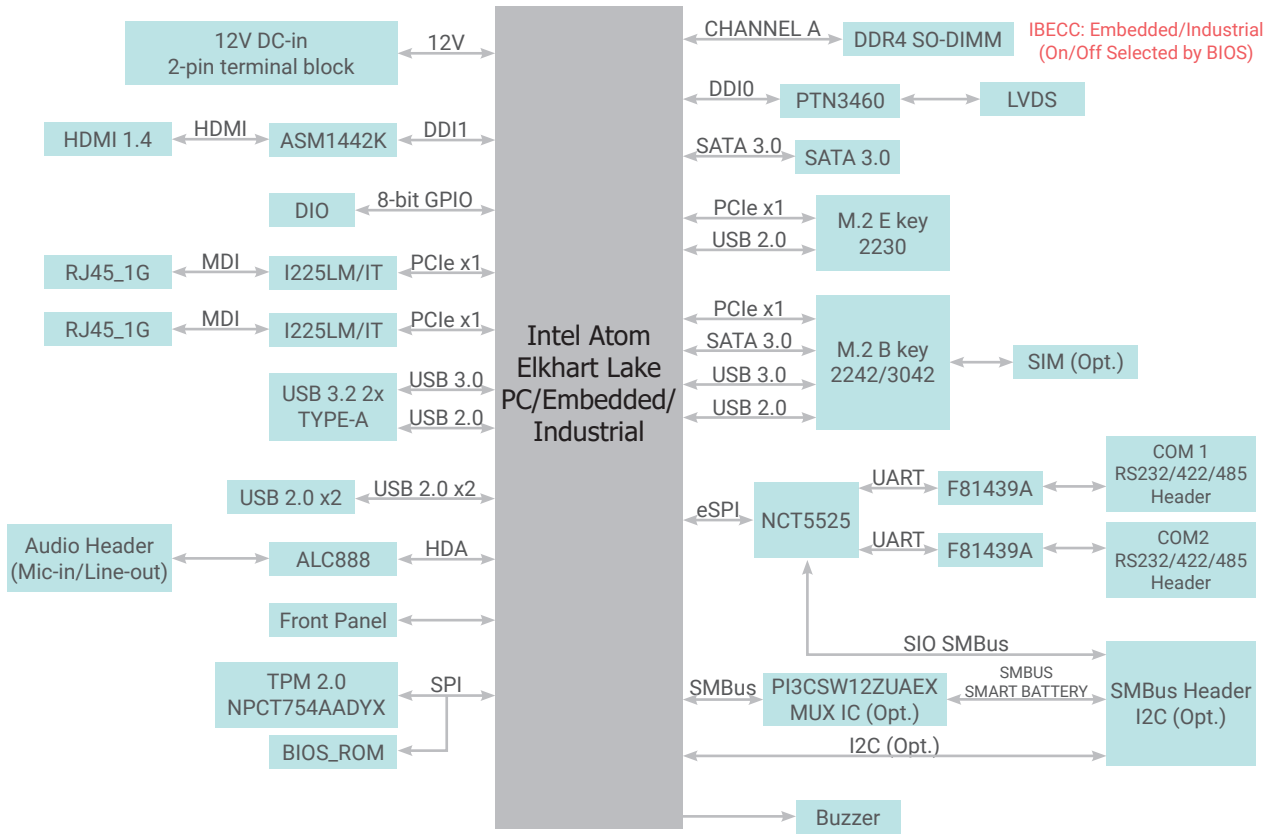 12V DC-in
2-pin terminal block
12V
HDMI 1.4
HDMI
ASM1442K
DDI1
DIO
8-bit GPIO
RJ45_1G
MDI
I225LM/IT
PCIe x1
RJ45_1G
MDI
I225LM/IT
PCIe x1
USB 3.2 2x
TYPE-A
USB 3.0
USB 2.0
USB 2.0 x2
USB 2.0 x2
Audio Header
(Mic-in/Line-out)
ALC888
HDA
Front Panel
TPM 2.0
NPCT754AADYX
SPI
BIOS_ROM
Intel Atom
Elkhart Lake
PC/Embedded/
Industrial
CHANNEL A
DDR4 SO-DIMM
IBECC: Embedded/Industrial
(On/Off Selected by BIOS)
DDI0
PTN3460
LVDS
SATA 3.0
SATA 3.0
PCIe x1
USB 2.0
M.2 E key
2230
PCIe x1
SATA 3.0
USB 3.0
USB 2.0
M.2 B key
2242/3042
SIM (Opt.)
eSPI
NCT5525
UART
F81439A
COM 1
RS232/422/485
Header
UART
F81439A
COM2
RS232/422/485
Header
SIO SMBus
SMBus
PI3CSW12ZUAEX
MUX IC (Opt.)
SMBUS
SMART BATTERY
SMBus Header
I2C (Opt.)
I2C (Opt.)
Buzzer